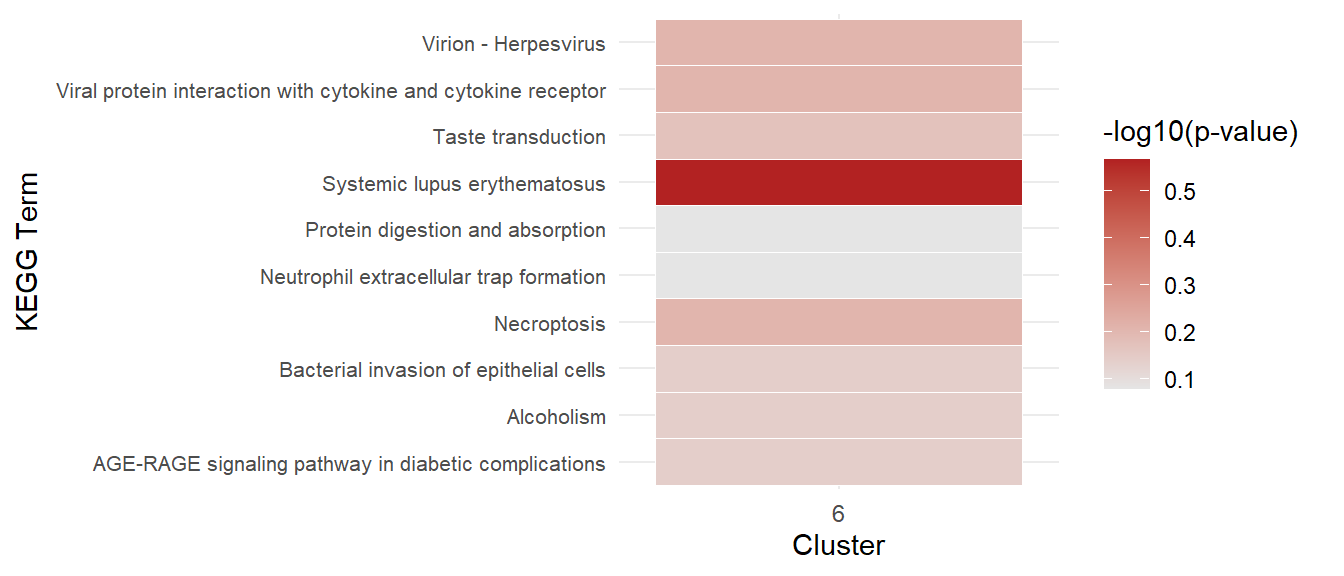 KEGG Term
Virion - Herpesvirus
Viral protein interaction with cytokine and cytokine receptor
Taste transduction
Systemic lupus erythematosus
Protein digestion and absorption
Neutrophil extracellular trap formation
Necroptosis
Bacterial invasion of epithelial cells
Alcoholism
AGE-RAGE signaling pathway in diabetic complications
6
Cluster
-log10(p-value)
0.5
0.4
0.3
0.2
0.1